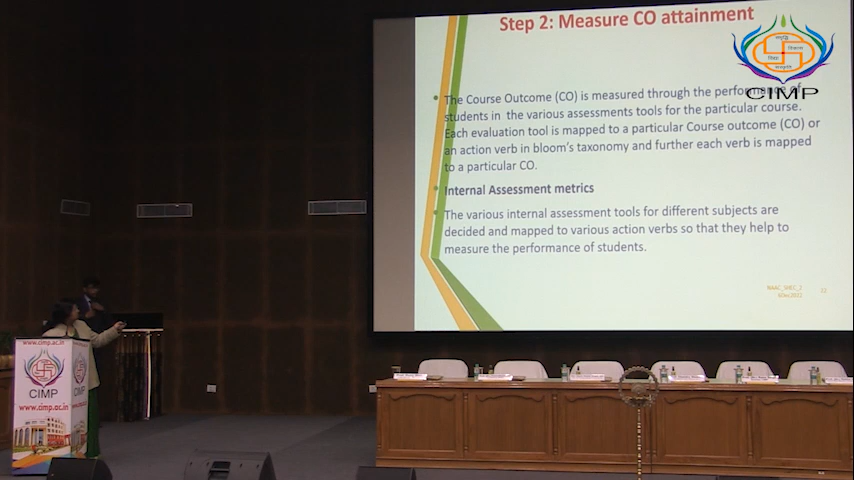 Step 2: Measure CO attainment
CIMP
The Course Outcome (CO) is measured through the performance of
students in the various assessments tools for the particular course.
Each evaluation tool is mapped to a particular Course outcome (CO) or
an action verb in bloom's taxonomy and further each verb is mapped
to a particular CO.
Internal Assessment metrics
The various internal assessment tools for different subjects are
decided and mapped to various action verbs so that they help to
measure the performance of students.
NAAC_SHEC_2
6Dec2022
32
www.cimp.ac.in
CIMP
www.cimp.ac.in